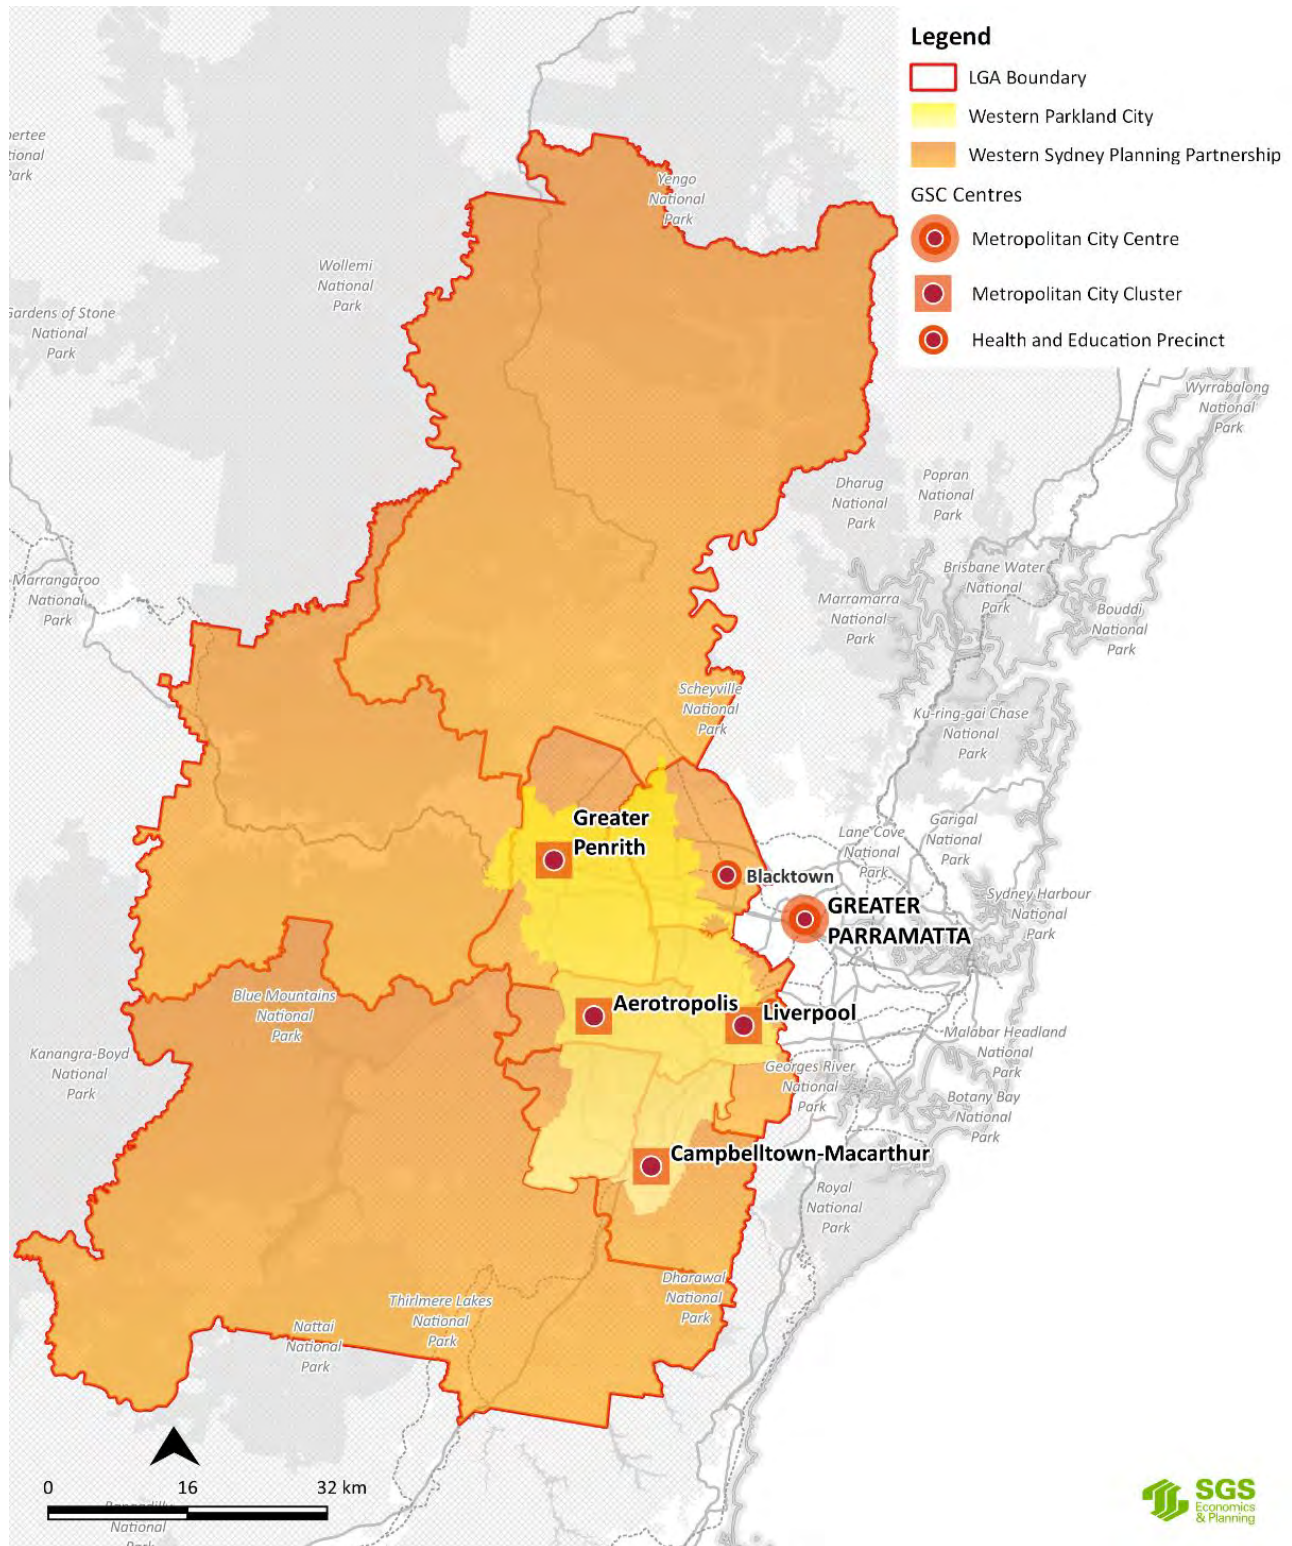 Legend
LGA Boundary
Western Parkland City
Western Sydney Planning Partnership
GSC Centres
Metropolitan City Centre
Metropolitan City Cluster
Health and Education Precinct
Yengo
National
Park
Wollemi
National
Park
Gardens of Stone
National
Park
Wyrrabalong
National
Park
Dharug
National
Park
Popran
National
Park
Marrangaroo
National
Park
Brisbane Water
National
Park
Marramarra
National
Park
Bouddi
National
Park
Scheyville
National
Park
Ku-ring-gai Chase
National
Park
Greater
Penrith
Lane Cove
National
Park
Garigal
National
Park
Blacktown
Sydney Harbour
National
Park
GREATER
PARRAMATTA
Blue Mountains
National
Park
Aerotropolis
Liverpool
Malabar Headland
National
Park
Kanangra-Boyd
National
Park
Georges River
National
Park
Botany Bay
National
Park
Campbelltown-Macarthur
Royal
National
Park
Dharawal
National
Park
Thirlmere Lakes
National
Park
Nattai
National
Park
0 16 32 km
National
SGS
Economics
& Planning